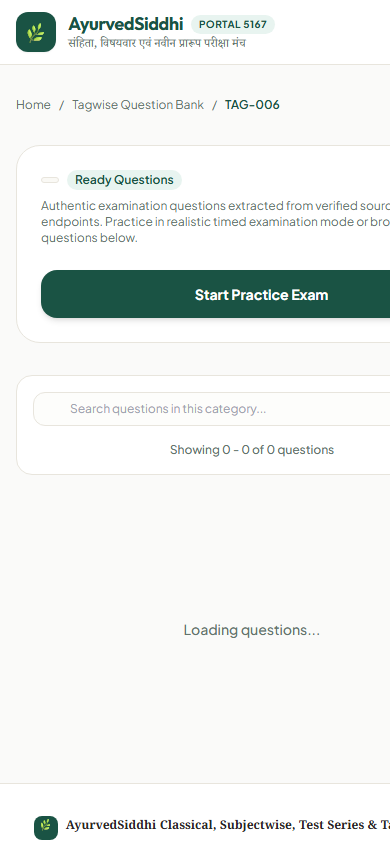 AyurvedSiddhi PORTAL 5167
संहिता, विषयवार एवं नवीन प्रारूप परीक्षा मंच
Home / Tagwise Question Bank / TAG-006
Ready Questions
Authentic examination questions extracted from verified sourc
endpoints. Practice in realistic timed examination mode or bro
questions below.
Start Practice Exam
Search questions in this category...
Showing 0 - 0 of 0 questions
Loading questions...
AyurvedSiddhi Classical, Subjectwise, Test Series & Ta